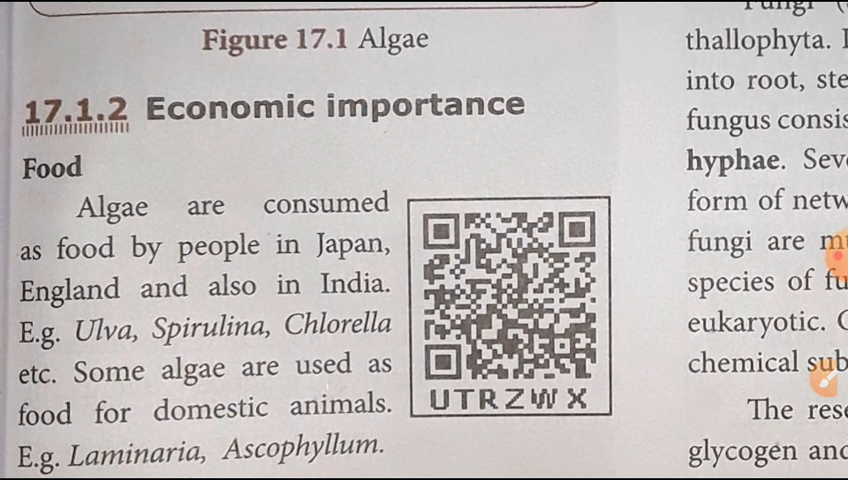 Figure 17.1 Algae
17.1.2 Economic importance
Food
Algae are consumed
as food by people in Japan,
England and also in India.
E.g. Ulva, Spirulina, Chlorella
etc. Some algae are used as
food for domestic animals.
E.g. Laminaria, Ascophyllum.
UTRZWX
thallophyta.
into root,
fungus
hyphae.
form of
fungi are
species of
eukaryotic.
chemical
The
glycogen